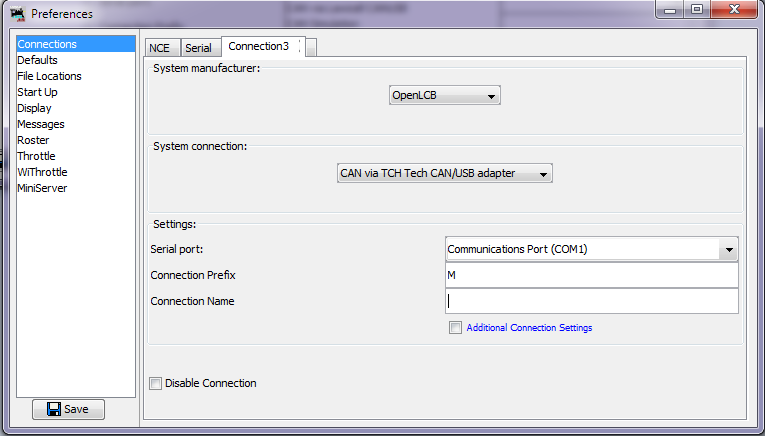 Preferences
Connections
Defaults
File Locations
Start Up
Display
Messages
Roster
Throttle
WiThrottle
MiniServer
Save
NCE Serial Connection3
System manufacturer:
OpenLCB
System connection:
CAN via TCH Tech CAN/USB adapter
Settings:
Serial port: Communications Port (COM1)
Connection Prefix M
Connection Name
Additional Connection Settings
Disable Connection